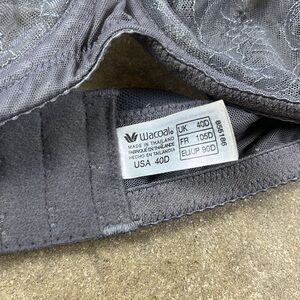 Wacoal
MADE IN THAILAND
FABRIQUÉ EN THAÏLANDE
HECHO EN TAILANDIA
USA 40D
UK 40D
FR 105D
EU/JP 90D
855186